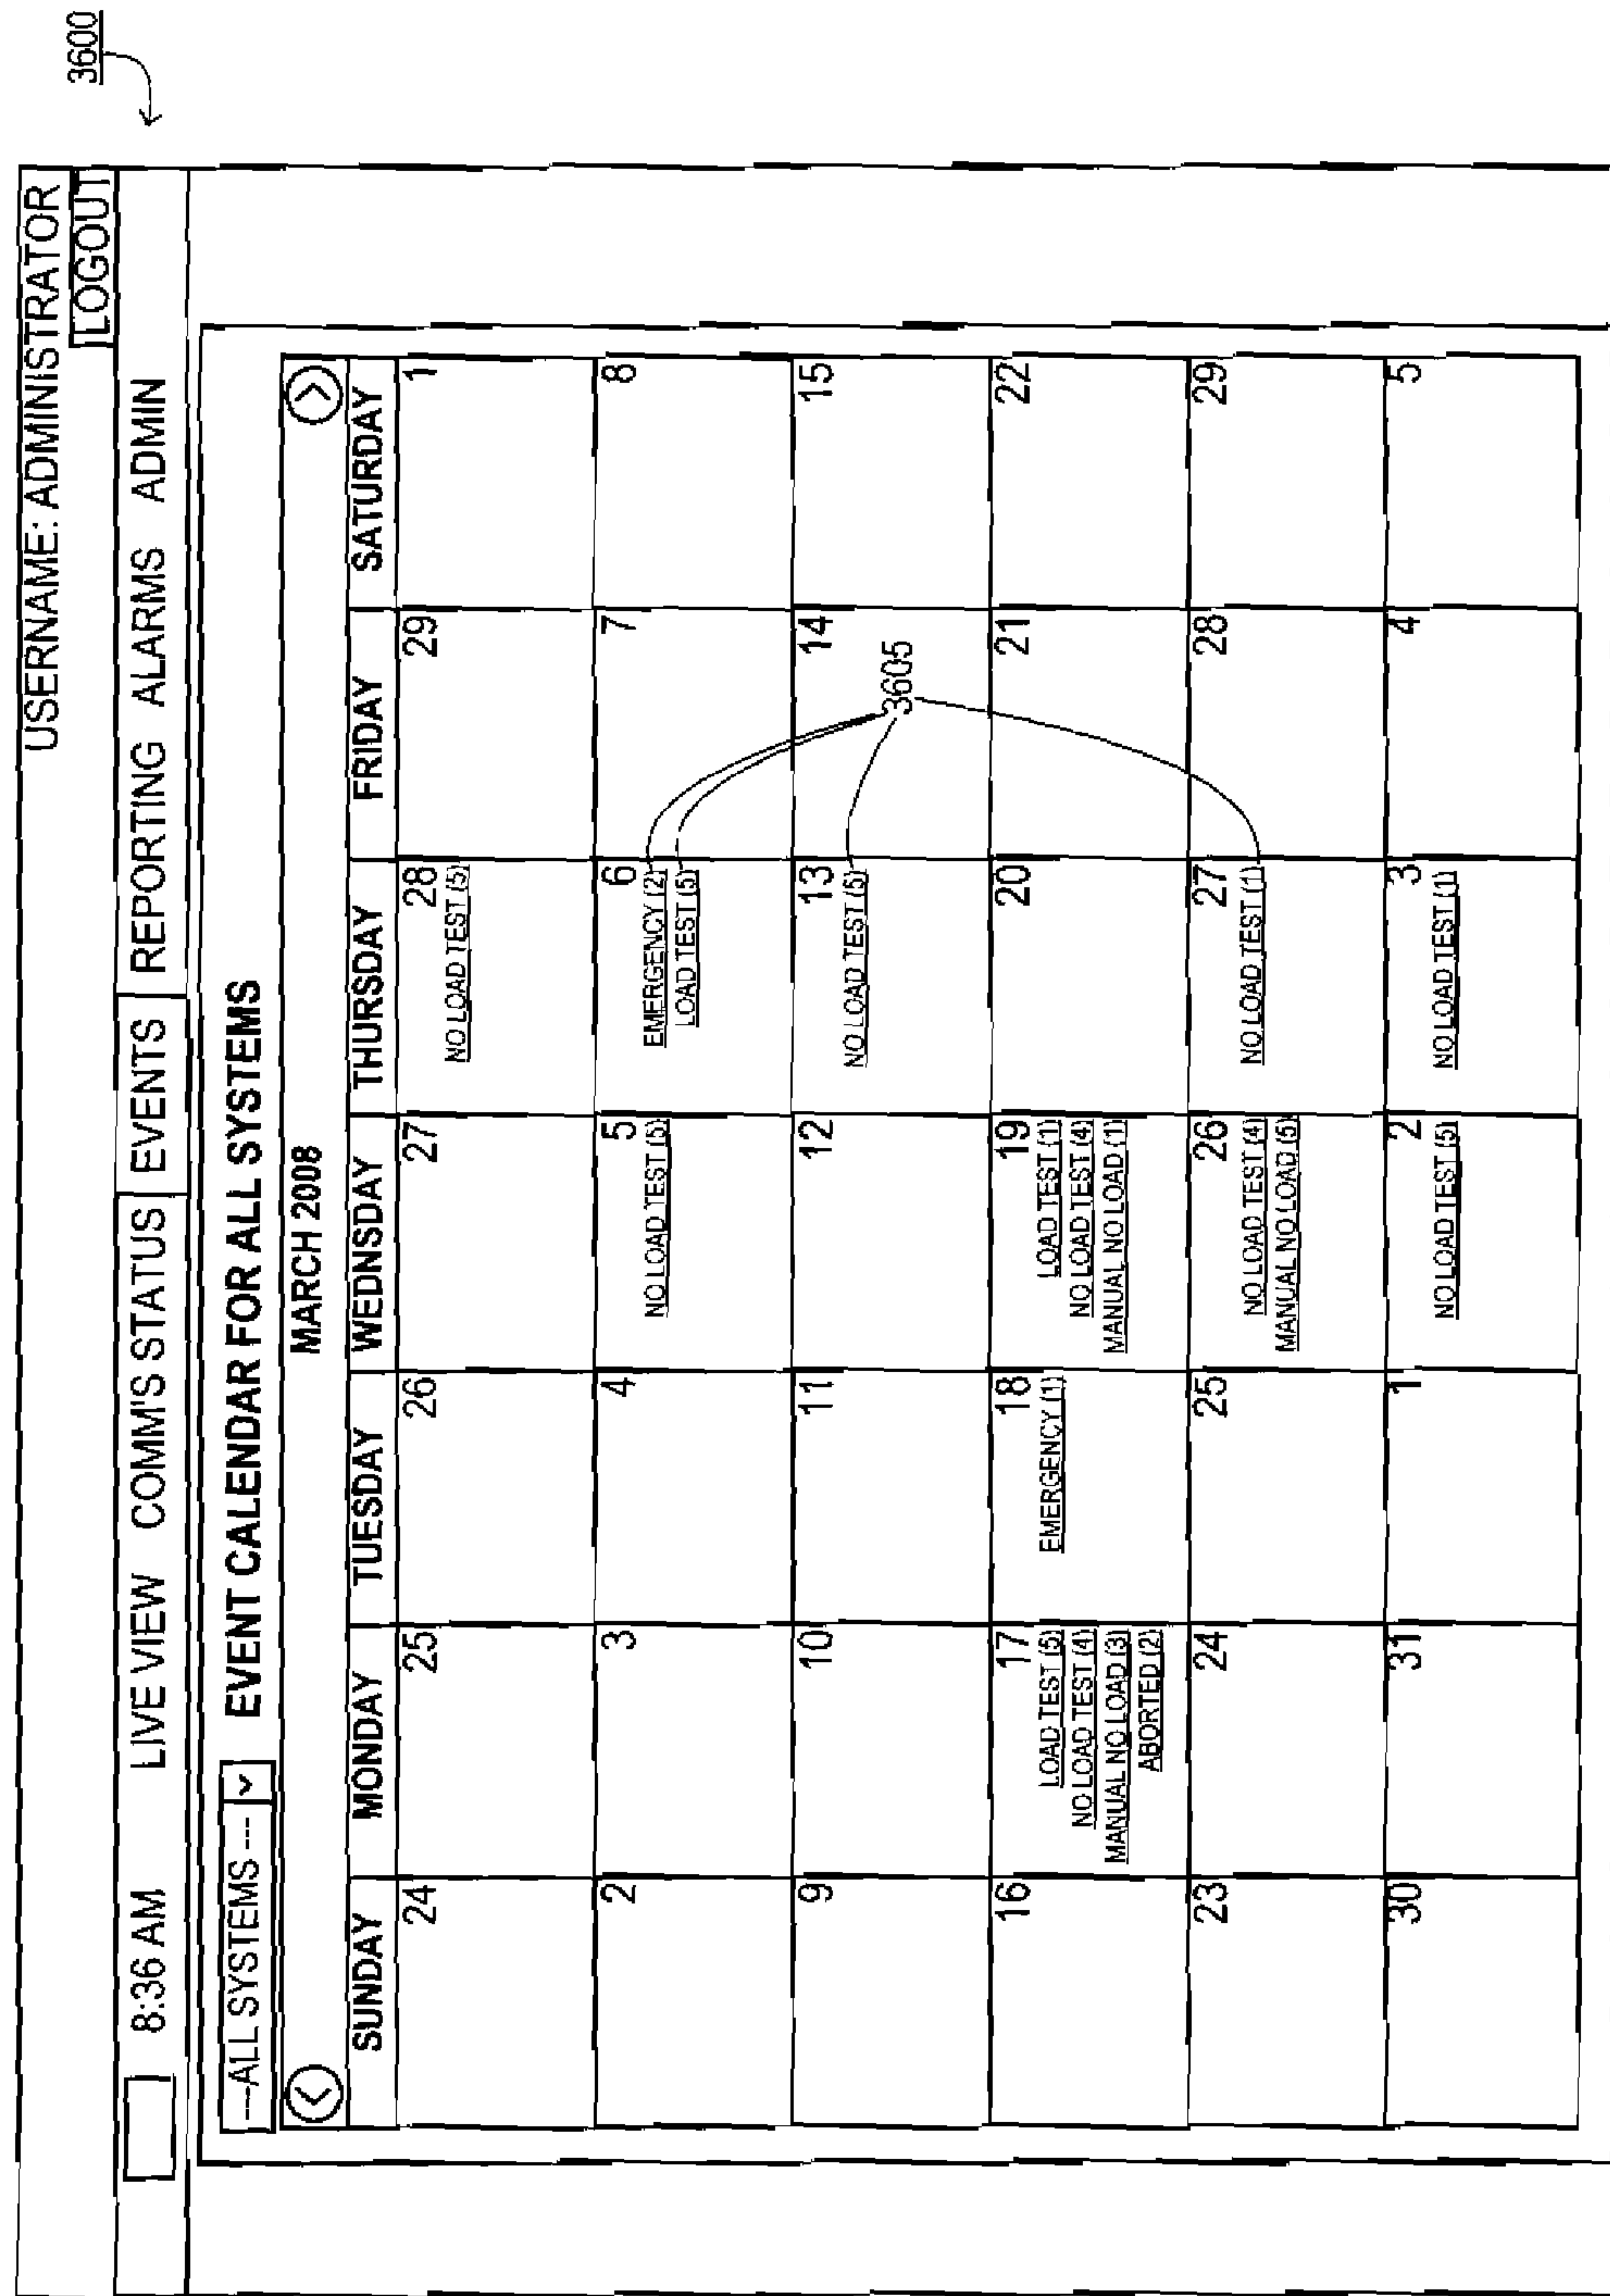 3600
USERNAME: ADMINISTRATOR
LOGOUT
8:36 AM LIVE VIEW COMM'S STATUS EVENTS REPORTING ALARMS ADMIN
---ALL SYSTEMS --- EVENT CALENDAR FOR ALL SYSTEMS
MARCH 2008
SUNDAY MONDAY TUESDAY WEDNSDAY THURSDAY FRIDAY SATURDAY
24 25 26 27 28 29 1
NO LOAD TEST (5)
2 3 4 5 6 7 8
NO LOAD TEST (5) EMERGENCY (2)
LOAD TEST (5)
9 10 11 12 13 14 15
NO LOAD TEST (5)
3605
16 17 18 19 20 21 22
LOAD TEST (5) EMERGENCY (1) LOAD TEST (1)
NO LOAD TEST (4) NO LOAD TEST (4)
MANUAL NO LOAD (3) MANUAL NO LOAD (1)
ABORTED (2)
23 24 25 26 27 28 29
NO LOAD TEST (4) NO LOAD TEST (1)
MANUAL NO LOAD (5)
30 31 1 2 3 4 5
NO LOAD TEST (5) NO LOAD TEST (1)